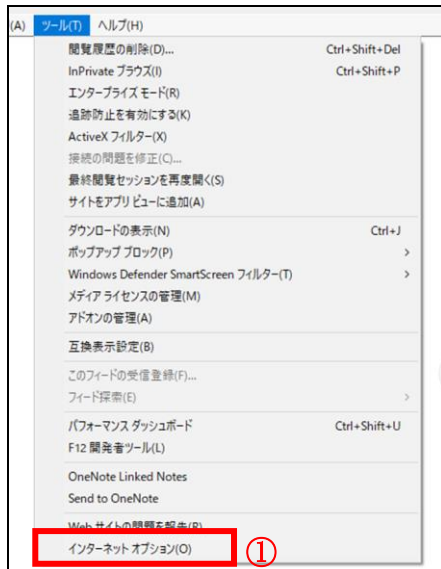 (A) ツール(T) ヘルプ(H)
閲覧履歴の削除(D)... Ctrl+Shift+Del
InPrivate ブラウズ(I) Ctrl+Shift+P
エンタープライズ モード(R)
追跡防止を有効にする(K)
ActiveX フィルター(X)
接続の問題を修正(C)...
最終閲覧セッションを再度開く(S)
サイトをアプリ ビューに追加(A)
ダウンロードの表示(N) Ctrl+J
ポップアップ ブロック(P) >
Windows Defender SmartScreen フィルター(T) >
メディア ライセンスの管理(M)
アドオンの管理(A)
互換表示設定(B)
このフィードの受信登録(F)...
フィード探索(E) >
パフォーマンス ダッシュボード Ctrl+Shift+U
F12 開発者ツール(L)
OneNote Linked Notes
Send to OneNote
Web サイトの問題を報告(R)
インターネット オプション(O) ①